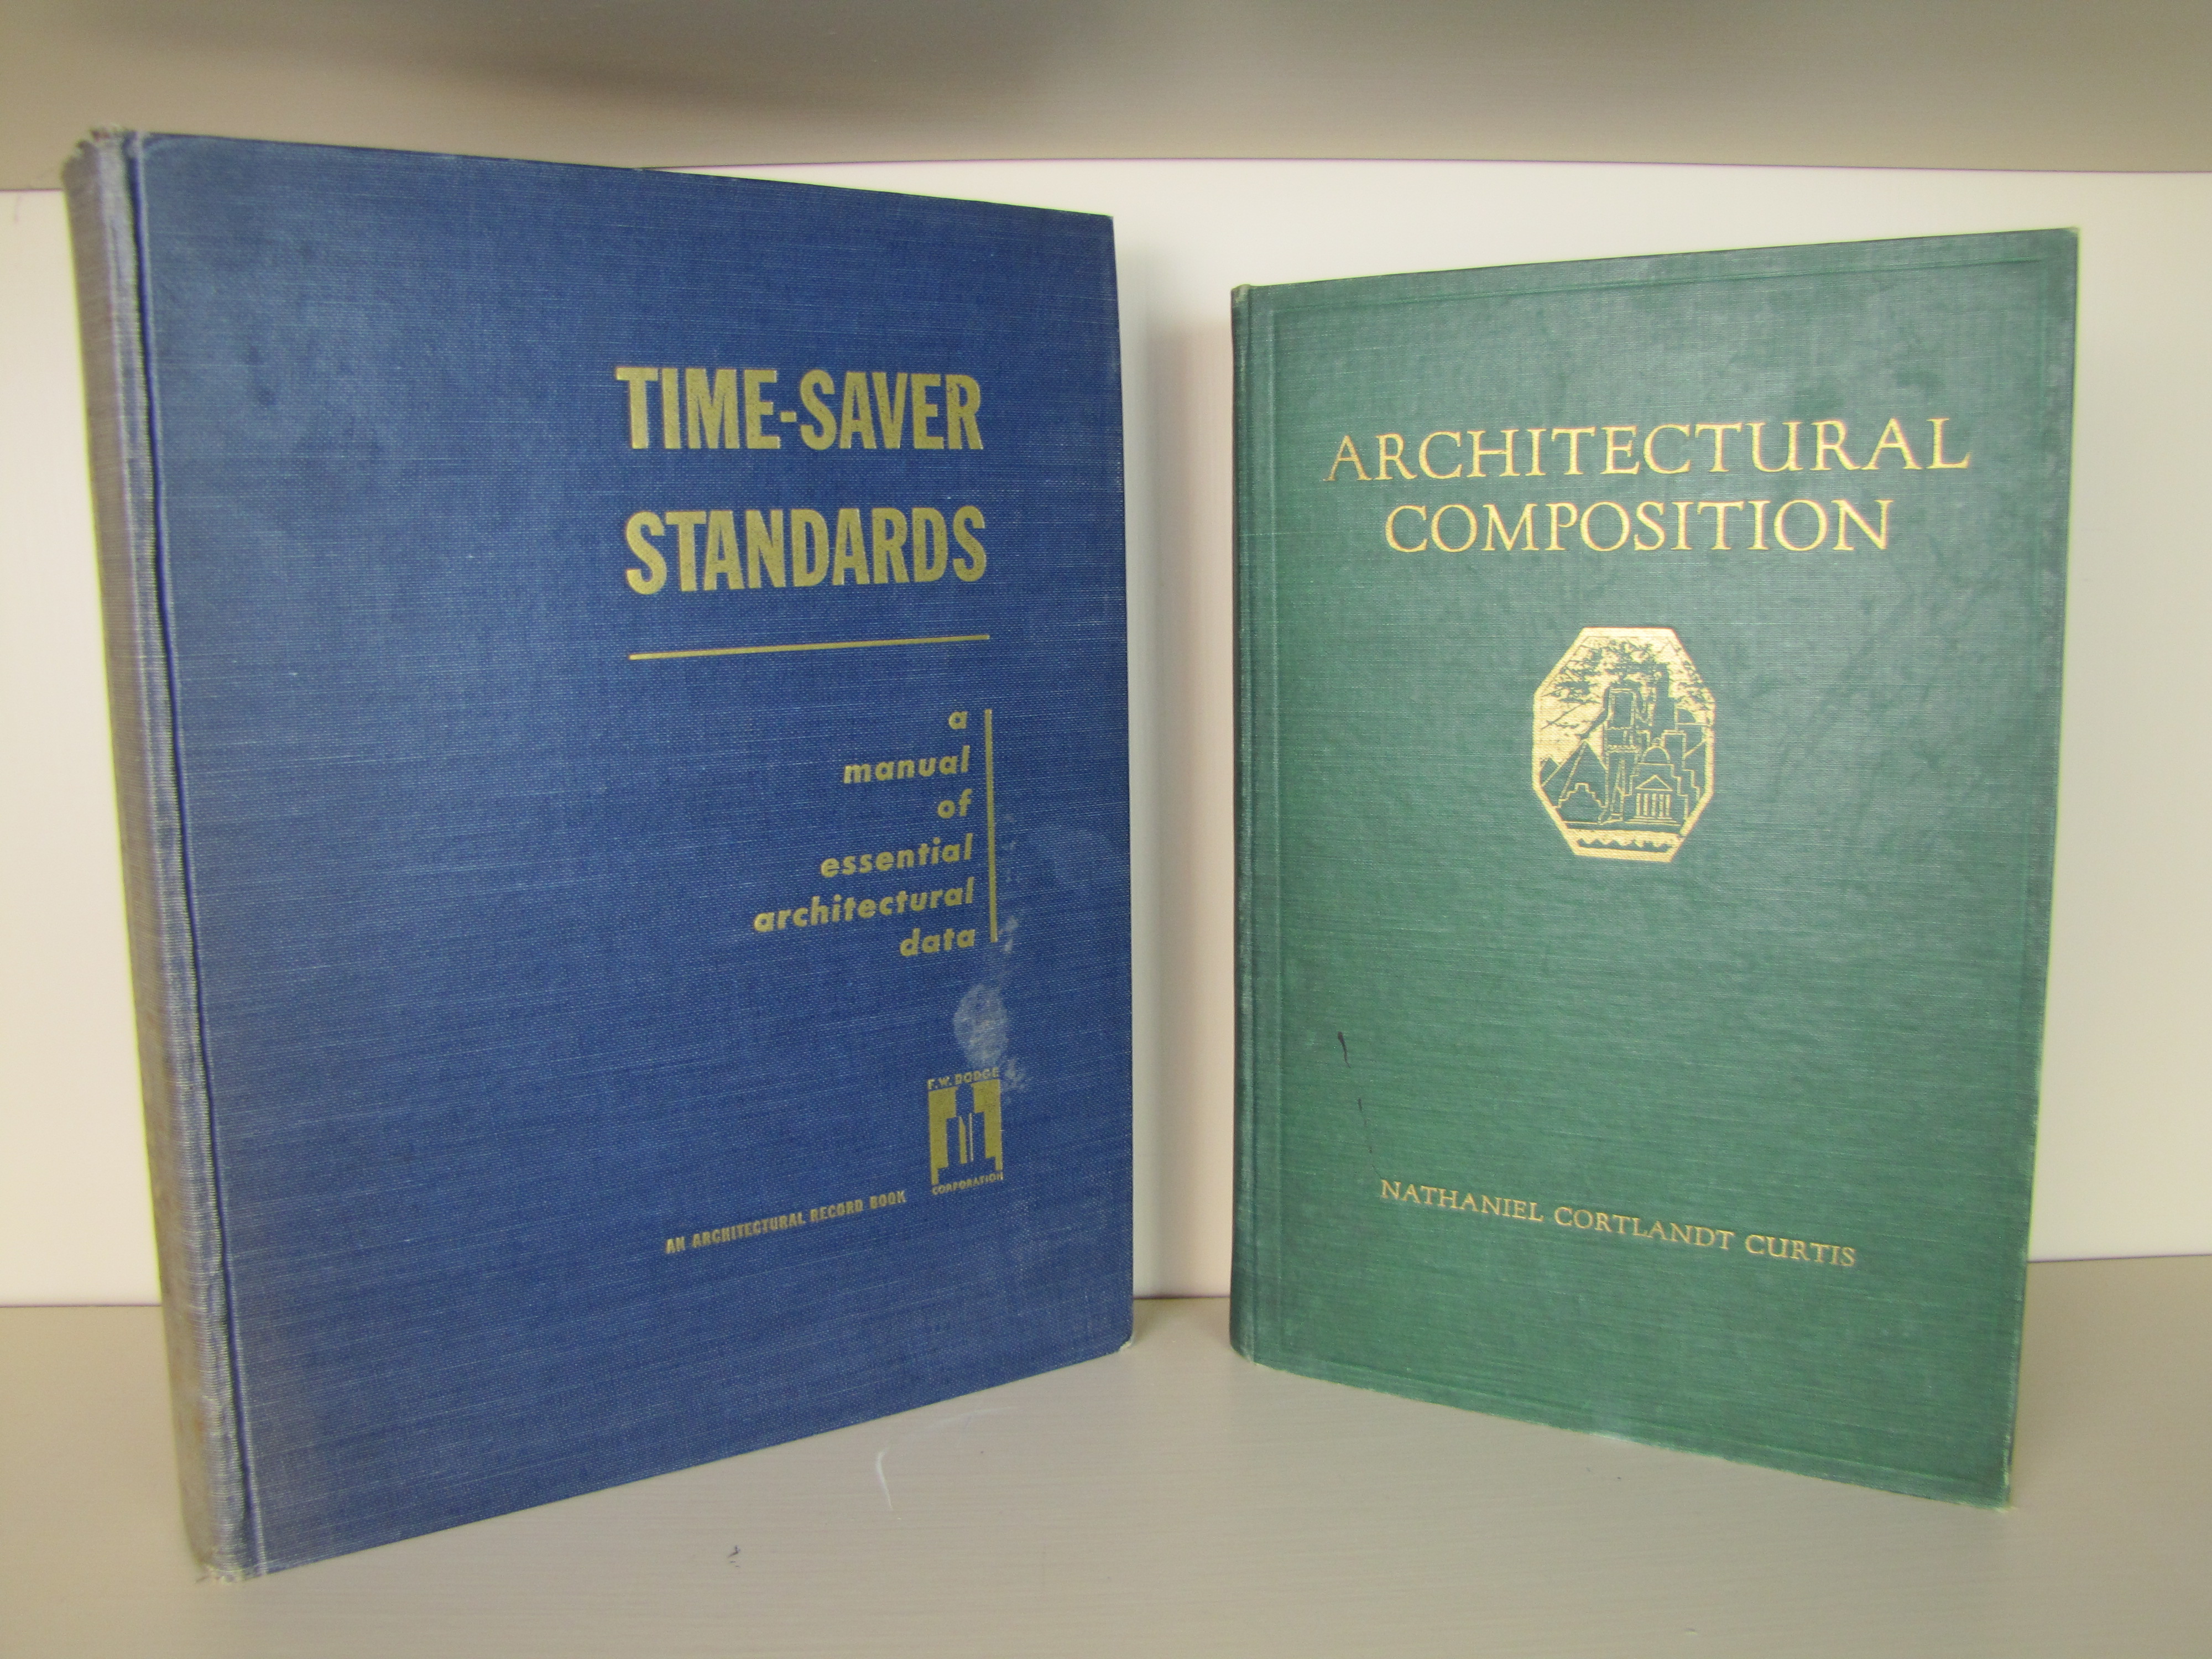 TIME-SAVER
STANDARDS
a
manual
of
essential
architectural
data
F.W. DODGE
CORPORATION
AN ARCHITECTURAL RECORD BOOK
ARCHITECTURAL
COMPOSITION
NATHANIEL CORTLANDT CURTIS